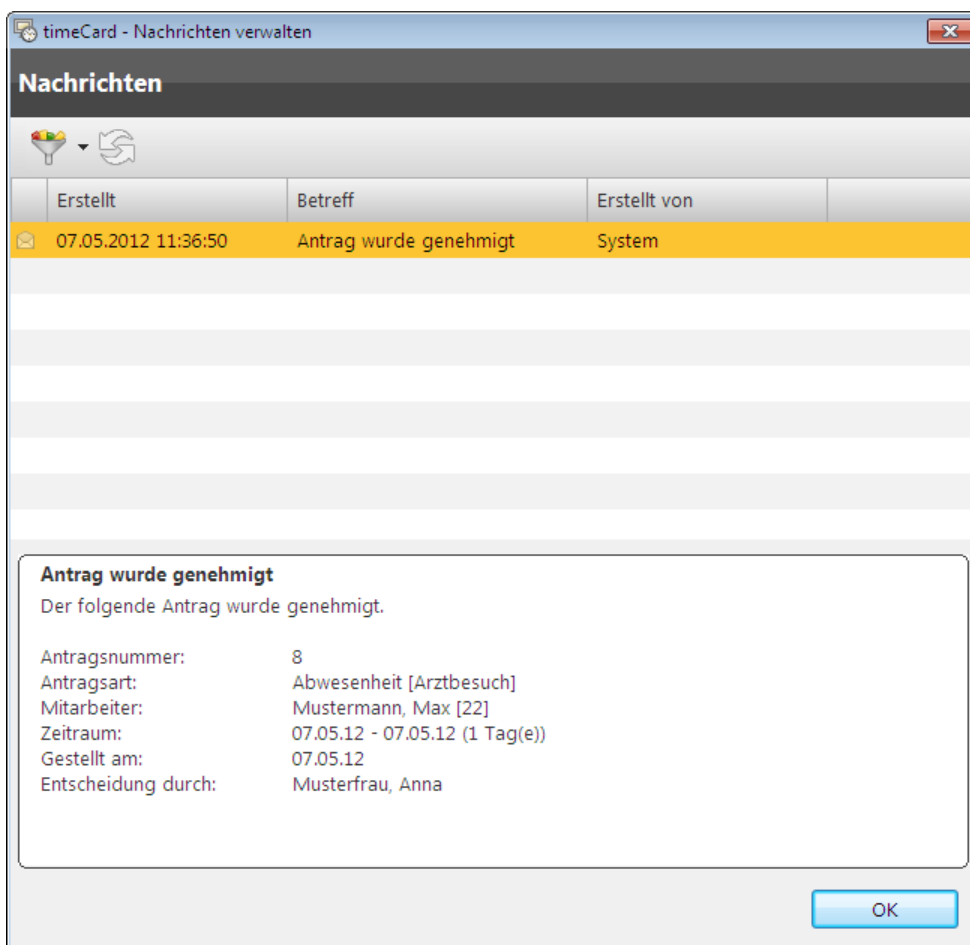 timeCard - Nachrichten verwalten
Nachrichten
Erstellt Betreff Erstellt von
07.05.2012 11:36:50 Antrag wurde genehmigt System
Antrag wurde genehmigt
Der folgende Antrag wurde genehmigt.
Antragsnummer: 8
Antragsart: Abwesenheit [Arztbesuch]
Mitarbeiter: Mustermann, Max [22]
Zeitraum: 07.05.12 - 07.05.12 (1 Tag(e))
Gestellt am: 07.05.12
Entscheidung durch: Musterfrau, Anna
OK